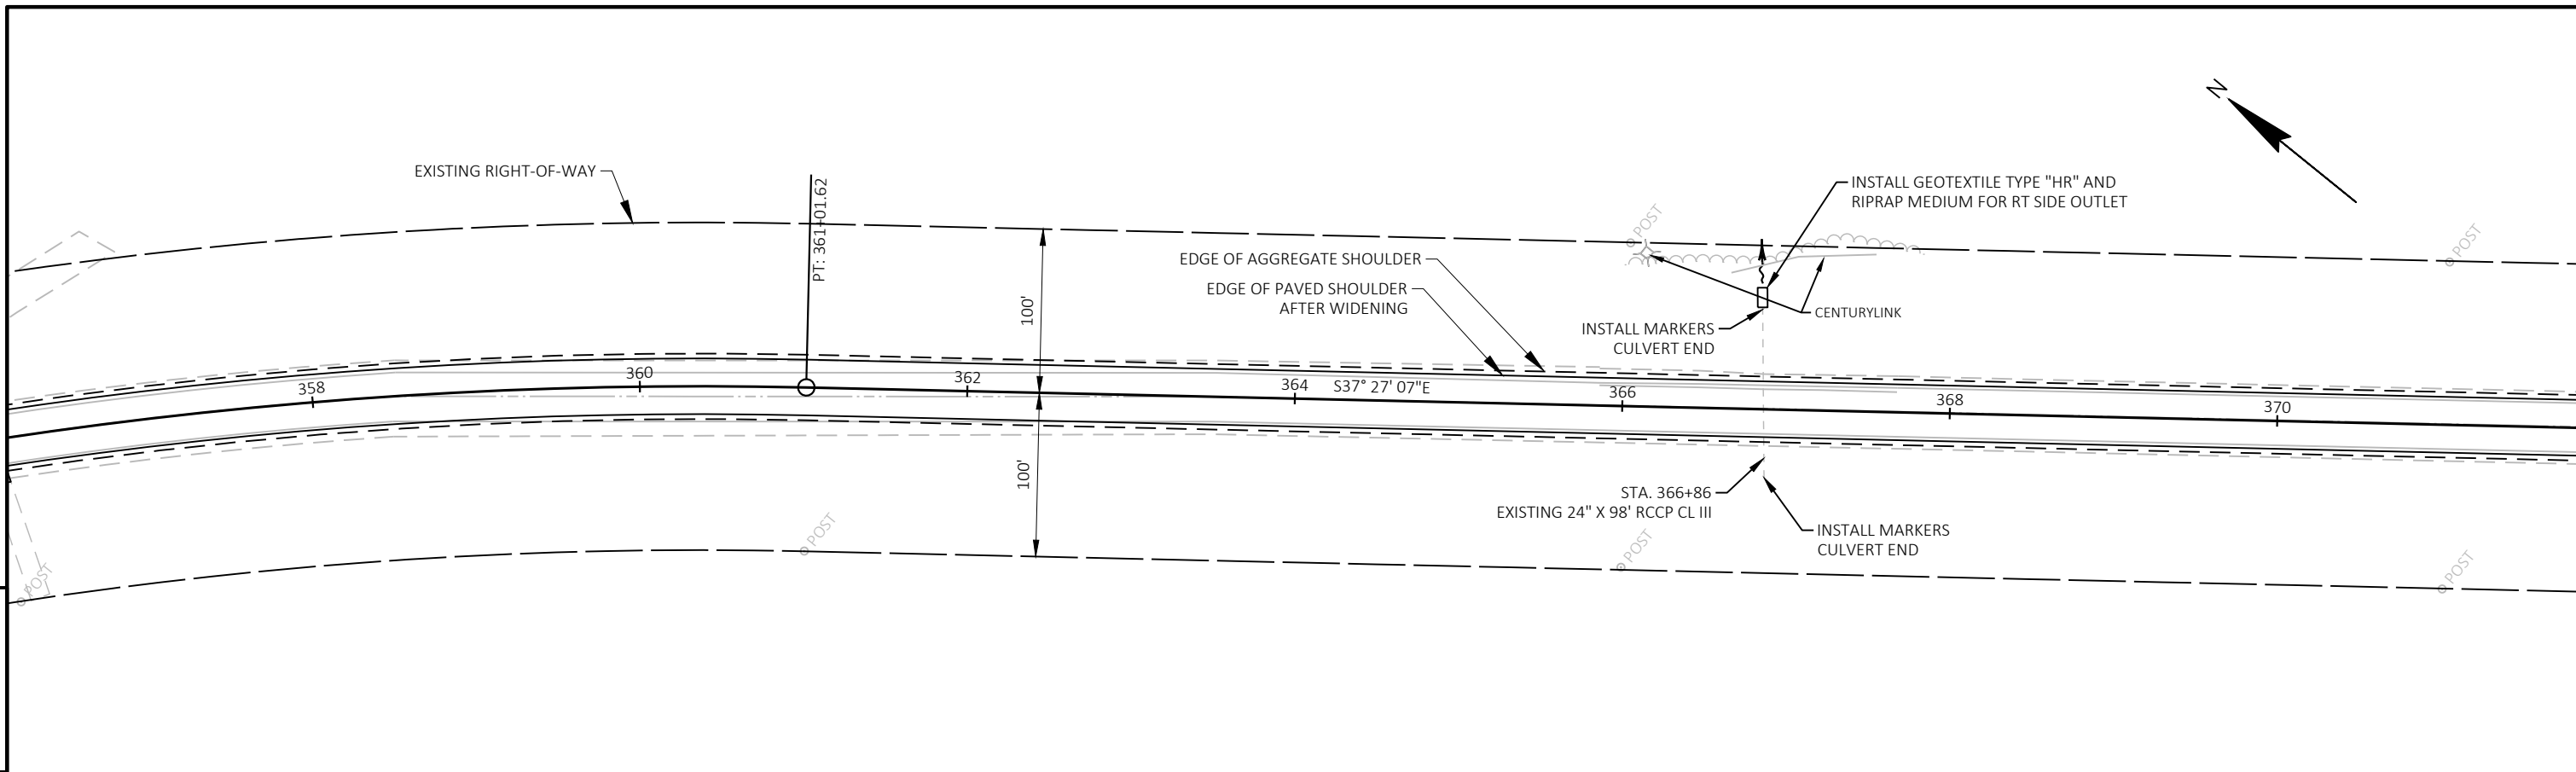 N
EXISTING RIGHT-OF-WAY
PT: 361+01.62
INSTALL GEOTEXTILE TYPE "HR" AND
RIPRAP MEDIUM FOR RT SIDE OUTLET
POST
POST
EDGE OF AGGREGATE SHOULDER
EDGE OF PAVED SHOULDER
AFTER WIDENING
100'
CENTURYLINK
INSTALL MARKERS
CULVERT END
358
360
362
364
S37° 27' 07"E
366
368
370
100'
STA. 366+86
EXISTING 24" X 98' RCCP CL III
INSTALL MARKERS
CULVERT END
POST
POST
POST
POST